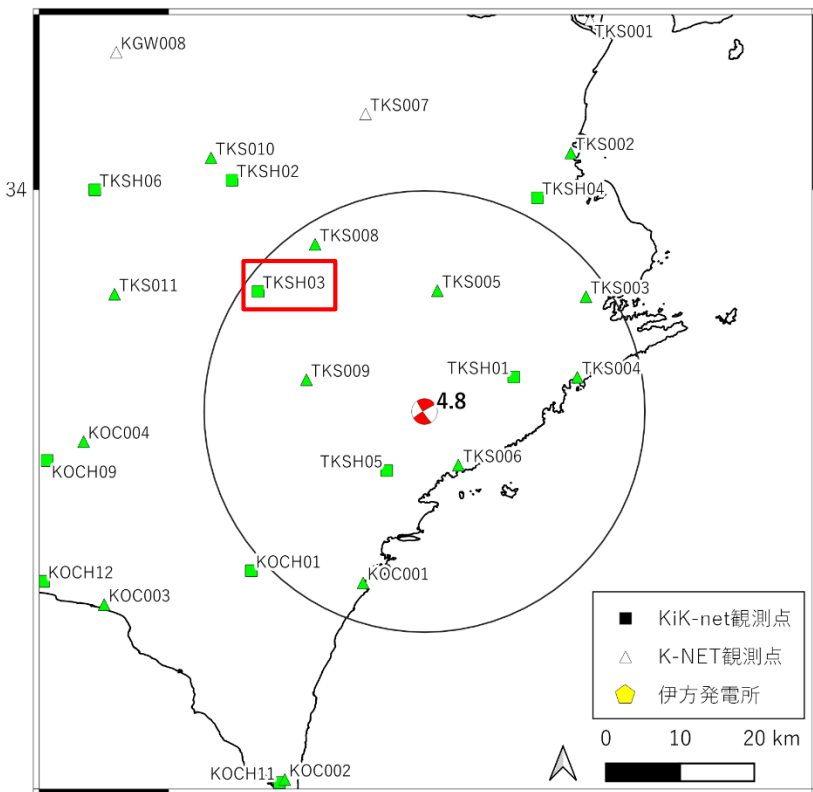 TKS001
KGW008
TKS007
TKS002
TKS010
TKSH02
TKSH06
TKSH04
34
TKS008
TKSH03
TKS011
TKS005
TKS003
TKS009
TKSH01
TKS004
4.8
KOC004
KOCH09
TKSH05
TKS006
KOCH12
KOCH01
KOC001
KOC003
KiK-net観測点
K-NET観測点
伊方発電所
0 10 20 km
KOCH11
KOC002